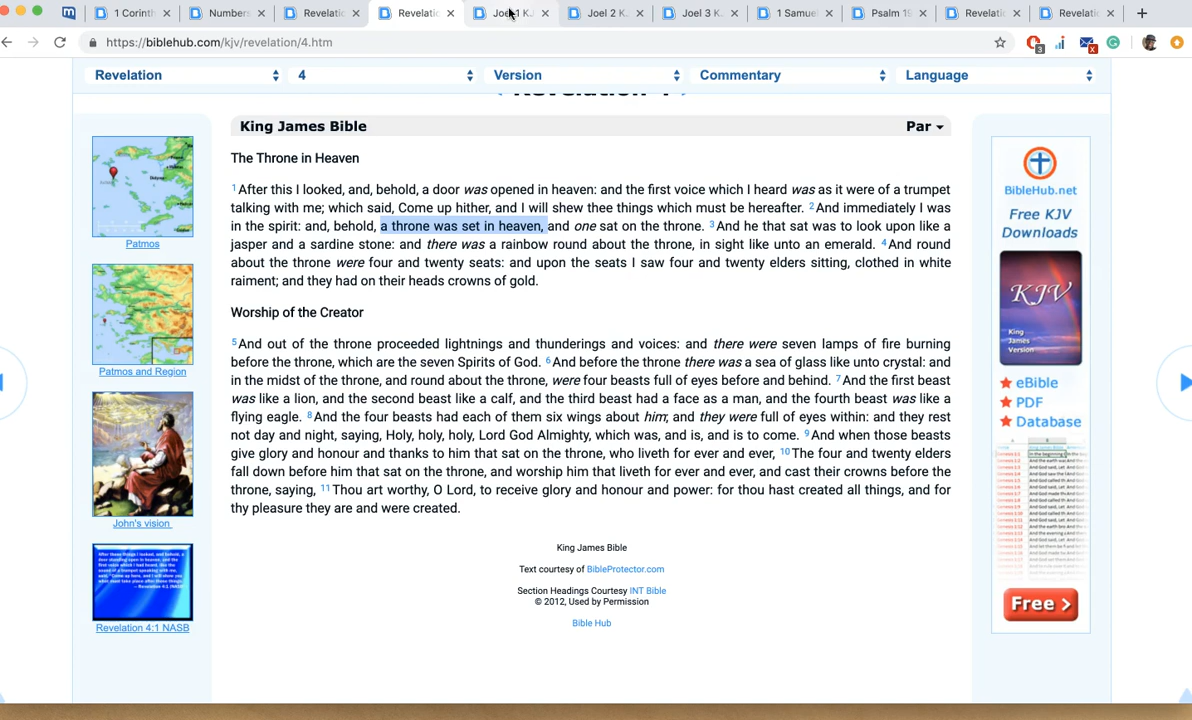 1 Corinth
Numbers
Revelatic
Revelatic
Joel 1 KJ
Joel 2 K
Joel 3 K
1 Samuel
Psalm 19
Revelatic
Revelatic
https://biblehub.com/kjv/revelation/4.htm
3
x
Revelation
4
Version
Commentary
Language
King James Bible
Par
The Throne in Heaven
1 After this I looked, and, behold, a door was opened in heaven: and the first voice which I heard was as it were of a trumpet
talking with me; which said, Come up hither, and I will shew thee things which must be hereafter. 2 And immediately I was
in the spirit: and, behold, a throne was set in heaven, and one sat on the throne. 3 And he that sat was to look upon like a
jasper and a sardine stone: and there was a rainbow round about the throne, in sight like unto an emerald. 4 And round
about the throne were four and twenty seats: and upon the seats I saw four and twenty elders sitting, clothed in white
raiment; and they had on their heads crowns of gold.
Worship of the Creator
5 And out of the throne proceeded lightnings and thunderings and voices: and there were seven lamps of fire burning
before the throne, which are the seven Spirits of God. 6 And before the throne there was a sea of glass like unto crystal: and
in the midst of the throne, and round about the throne, were four beasts full of eyes before and behind. 7 And the first beast
was like a lion, and the second beast like a calf, and the third beast had a face as a man, and the fourth beast was like a
flying eagle. 8 And the four beasts had each of them six wings about him; and they were full of eyes within: and they rest
not day and night, saying, Holy, holy, holy, Lord God Almighty, which was, and is, and is to come. 9 And when those beasts
give glory and honour and thanks to him that sat on the throne, who liveth for ever and ever, 10 The four and twenty elders
fall down before him that sat on the throne, and worship him that liveth for ever and ever, and cast their crowns before the
throne, saying, 11 Thou art worthy, O Lord, to receive glory and honour and power: for thou hast created all things, and for
thy pleasure they are and were created.
King James Bible
Text courtesy of BibleProtector.com
Section Headings Courtesy INT Bible
© 2012, Used by Permission
Bible Hub
Patmos
Patmos and Region
John's vision
Revelation 4:1 NASB
BibleHub.net
Free KJV
Downloads
KJV
King
James
Version
eBible
PDF
Database
Free >